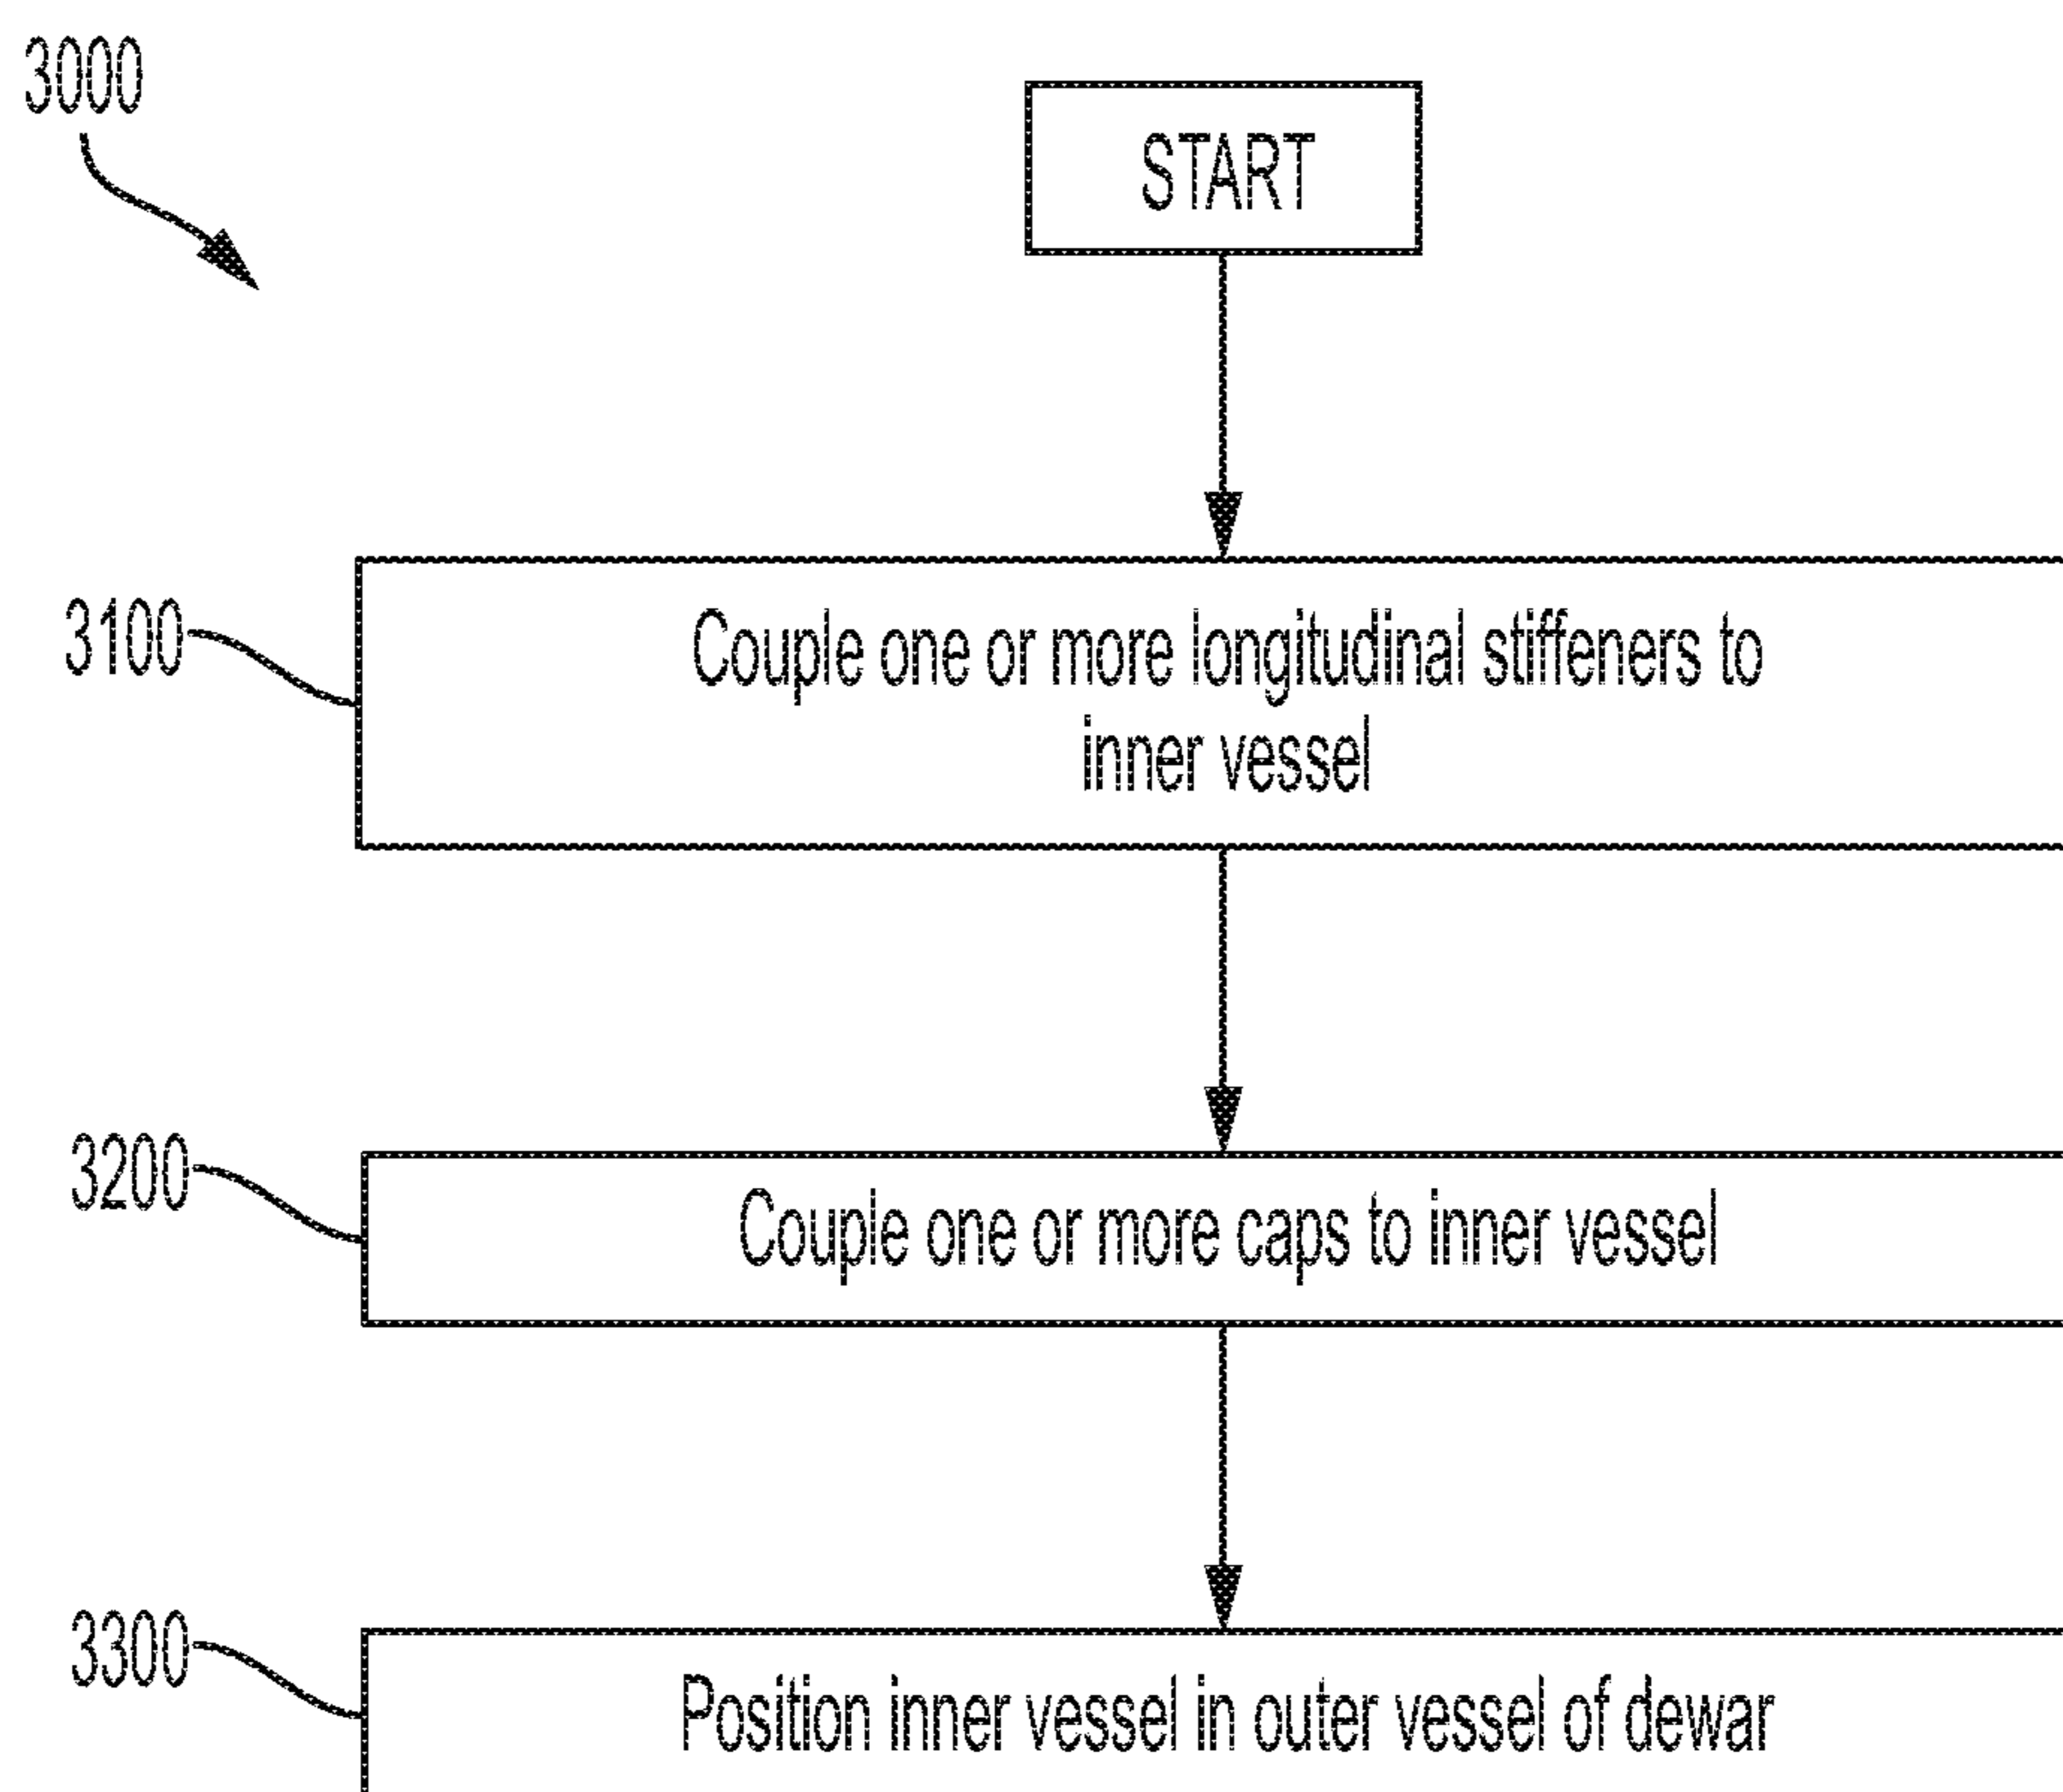 3000
START
3100
Couple one or more longitudinal stiffeners to
inner vessel
3200
Couple one or more caps to inner vessel
3300
Position inner vessel in outer vessel of dewar